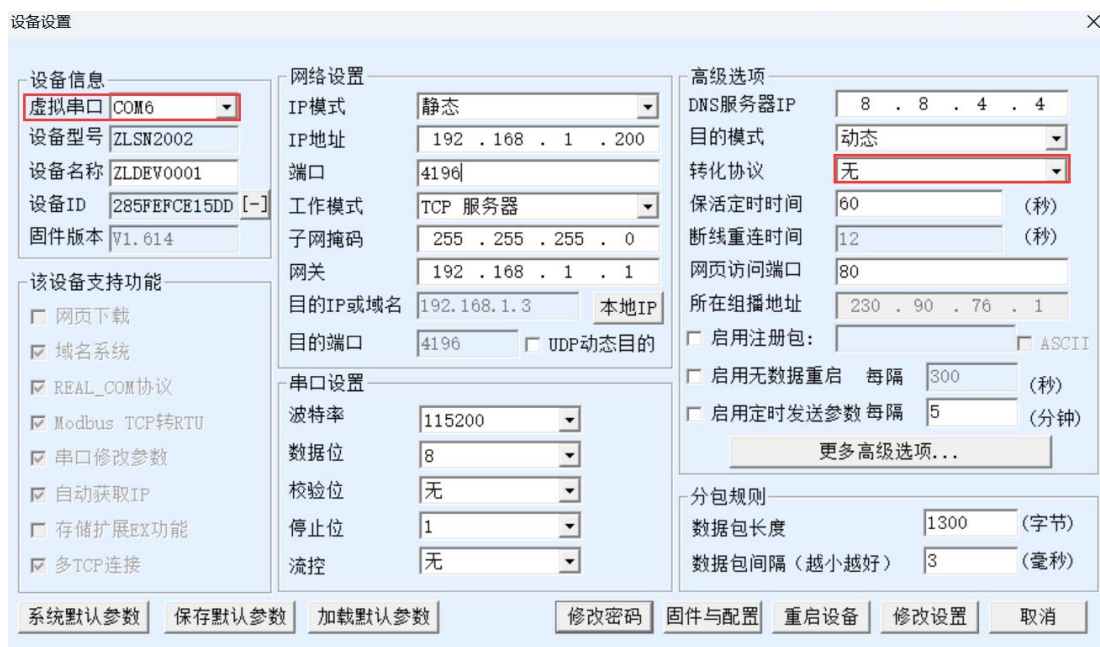 设备设置
设备信息
虚拟串口 COM6
设备型号 ZLSN2002
设备名称 ZLDEV0001
设备ID 285FEFCE15DD [-]
固件版本 V1.614
该设备支持功能
网页下载
域名系统
REAL_COM协议
Modbus TCP转RTU
串口修改参数
自动获取IP
存储扩展EX功能
多TCP连接
网络设置
IP模式 静态
IP地址 192 . 168 . 1 . 200
端口 4196
工作模式 TCP 服务器
子网掩码 255 . 255 . 255 . 0
网关 192 . 168 . 1 . 1
目的IP或域名 192.168.1.3 本地IP
目的端口 4196 UDP动态目的
串口设置
波特率 115200
数据位 8
校验位 无
停止位 1
流控 无
高级选项
DNS服务器IP 8 . 8 . 4 . 4
目的模式 动态
转化协议 无
保活定时时间 60 (秒)
断线重连时间 12 (秒)
网页访问端口 80
所在组播地址 230 . 90 . 76 . 1
启用注册包: ASCII
启用无数据重启 每隔 300 (秒)
启用定时发送参数 每隔 5 (分钟)
更多高级选项...
分包规则
数据包长度 1300 (字节)
数据包间隔(越小越好) 3 (毫秒)
系统默认参数 保存默认参数 加载默认参数 修改密码 固件与配置 重启设备 修改设置 取消